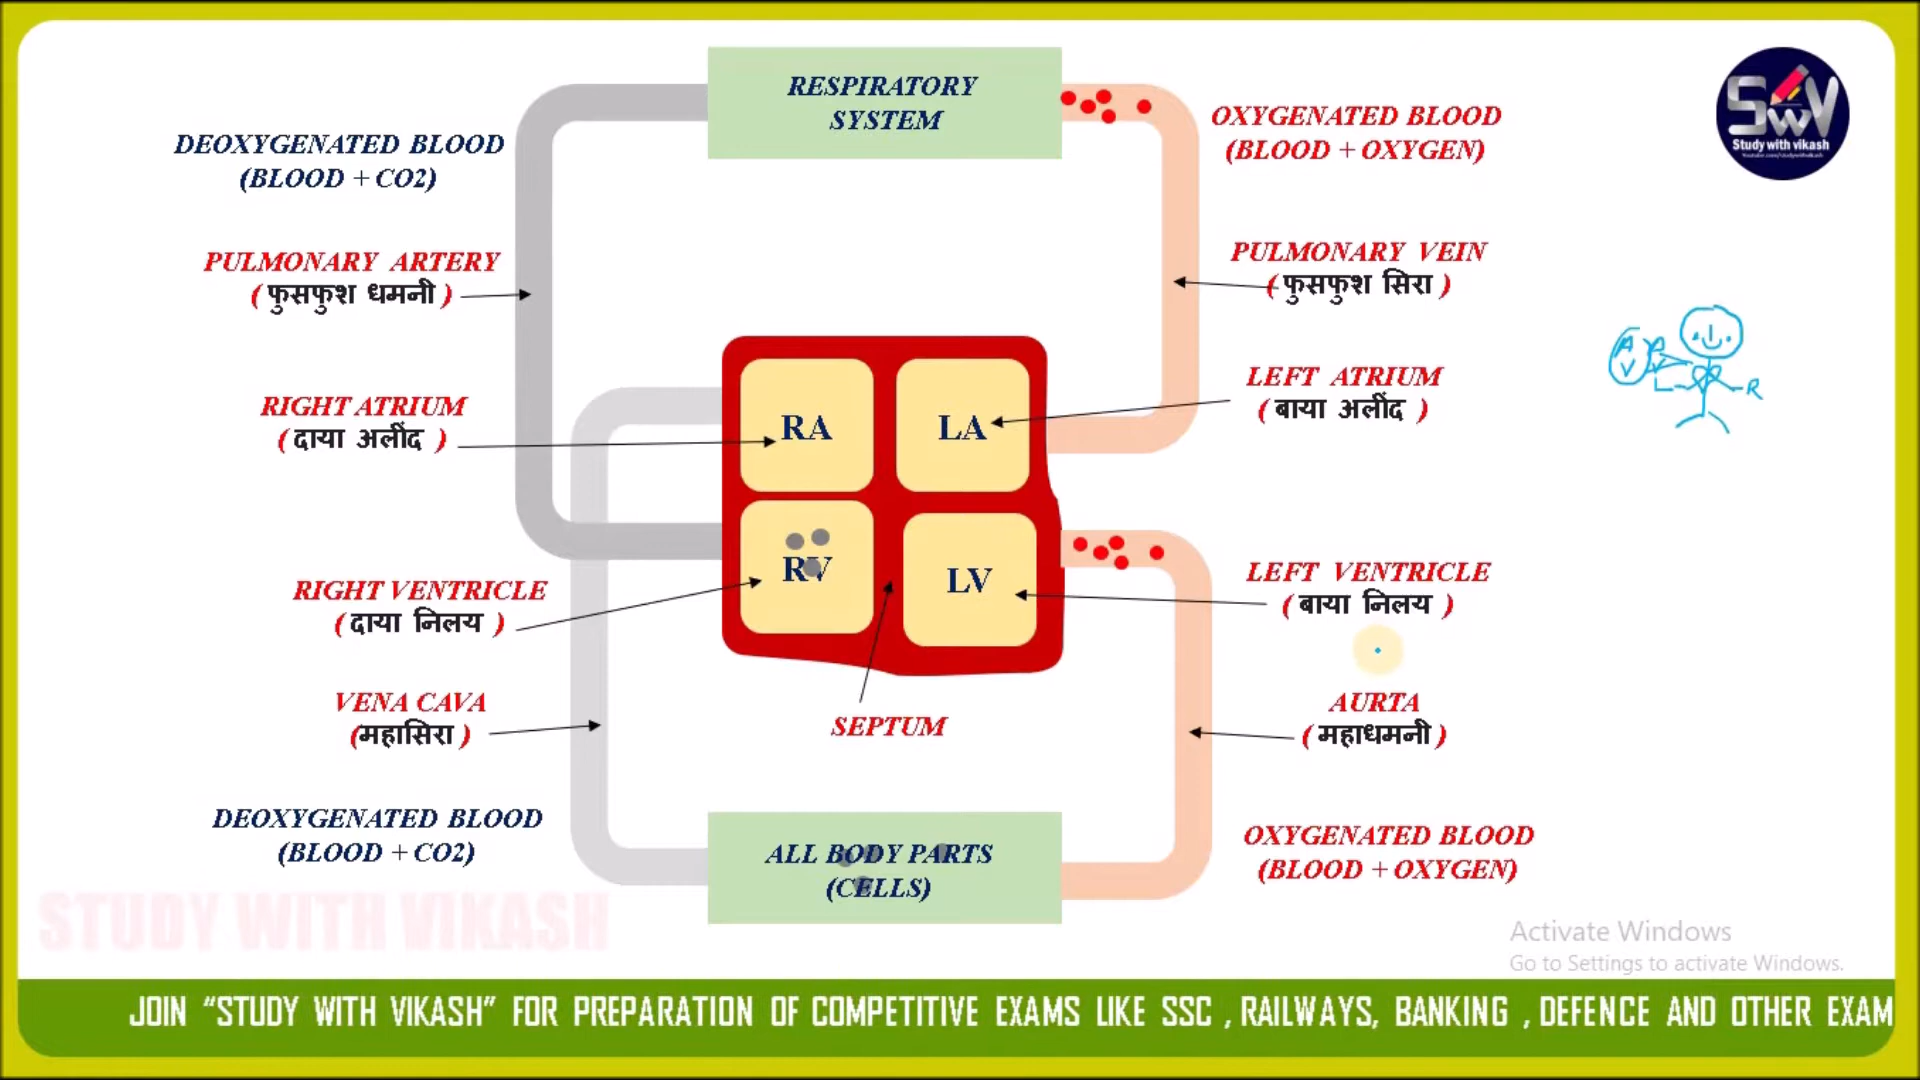 RESPIRATORY
SYSTEM
DEOXYGENATED BLOOD
(BLOOD + CO2)
OXYGENATED BLOOD
(BLOOD + OXYGEN)
SWV
Study with vikash
PULMONARY ARTERY
( फुसफुश धमनी )
PULMONARY VEIN
( फुसफुश सिरा )
RIGHT ATRIUM
( दाया अलींद )
RA
LA
LEFT ATRIUM
( बाया अलींद )
A
V
L
R
RIGHT VENTRICLE
( दाया निलय )
RV
LV
LEFT VENTRICLE
( बाया निलय )
VENA CAVA
(महासिरा )
SEPTUM
AURTA
( महाधमनी )
DEOXYGENATED BLOOD
(BLOOD + CO2)
ALL BODY PARTS
(CELLS)
OXYGENATED BLOOD
(BLOOD + OXYGEN)
STUDY WITH VIKASH
Activate Windows
Go to Settings to activate Windows.
JOIN “STUDY WITH VIKASH” FOR PREPARATION OF COMPETITIVE EXAMS LIKE SSC , RAILWAYS, BANKING , DEFENCE AND OTHER EXAM